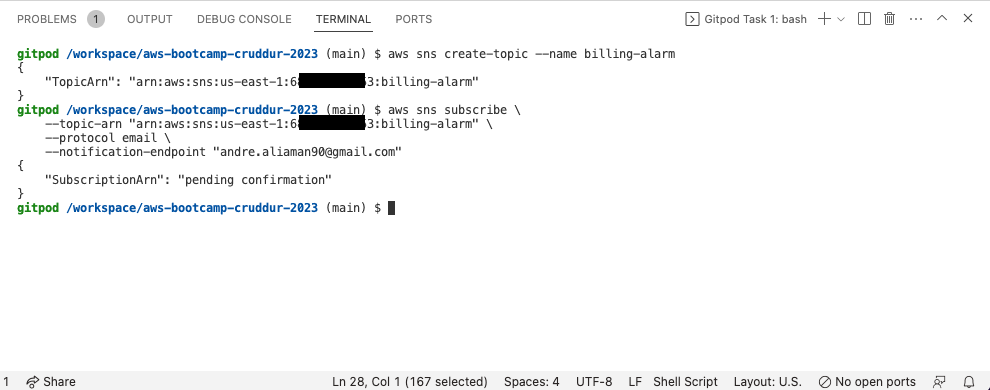 PROBLEMS 1 OUTPUT DEBUG CONSOLE TERMINAL PORTS Gitpod Task 1: bash
gitpod /workspace/aws-bootcamp-cruddur-2023 (main) $ aws sns create-topic --name billing-alarm
{
    "TopicArn": "arn:aws:sns:us-east-1:6 3:billing-alarm"
}
gitpod /workspace/aws-bootcamp-cruddur-2023 (main) $ aws sns subscribe \
    --topic-arn "arn:aws:sns:us-east-1:6 3:billing-alarm" \
    --protocol email \
    --notification-endpoint "andre.aliaman90@gmail.com"
{
    "SubscriptionArn": "pending confirmation"
}
gitpod /workspace/aws-bootcamp-cruddur-2023 (main) $
1 Share Ln 28, Col 1 (167 selected) Spaces: 4 UTF-8 LF Shell Script Layout: U.S. No open ports